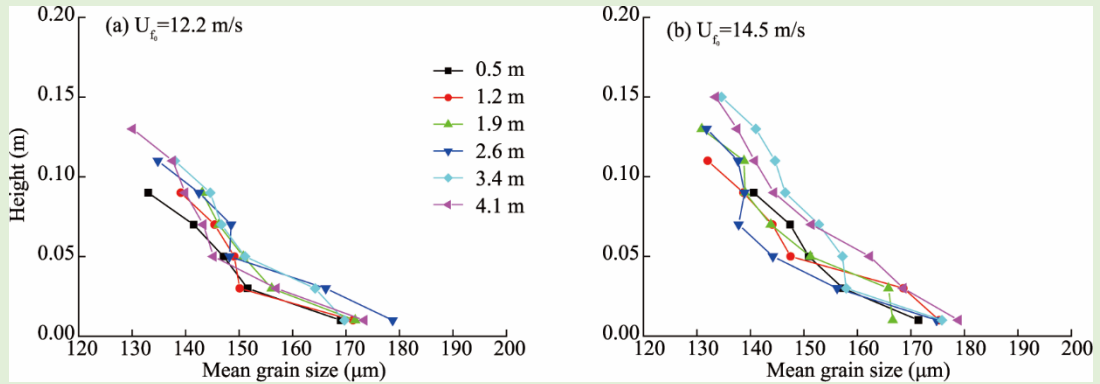 (a) U_f₀=12.2 m/s
(b) U_f₀=14.5 m/s
0.20
0.15
0.10
0.05
0.00
Height (m)
0.5 m
1.2 m
1.9 m
2.6 m
3.4 m
4.1 m
0.20
0.15
0.10
0.05
0.00
120 130 140 150 160 170 180 190 200
Mean grain size (μm)
120 130 140 150 160 170 180 190 200
Mean grain size (μm)